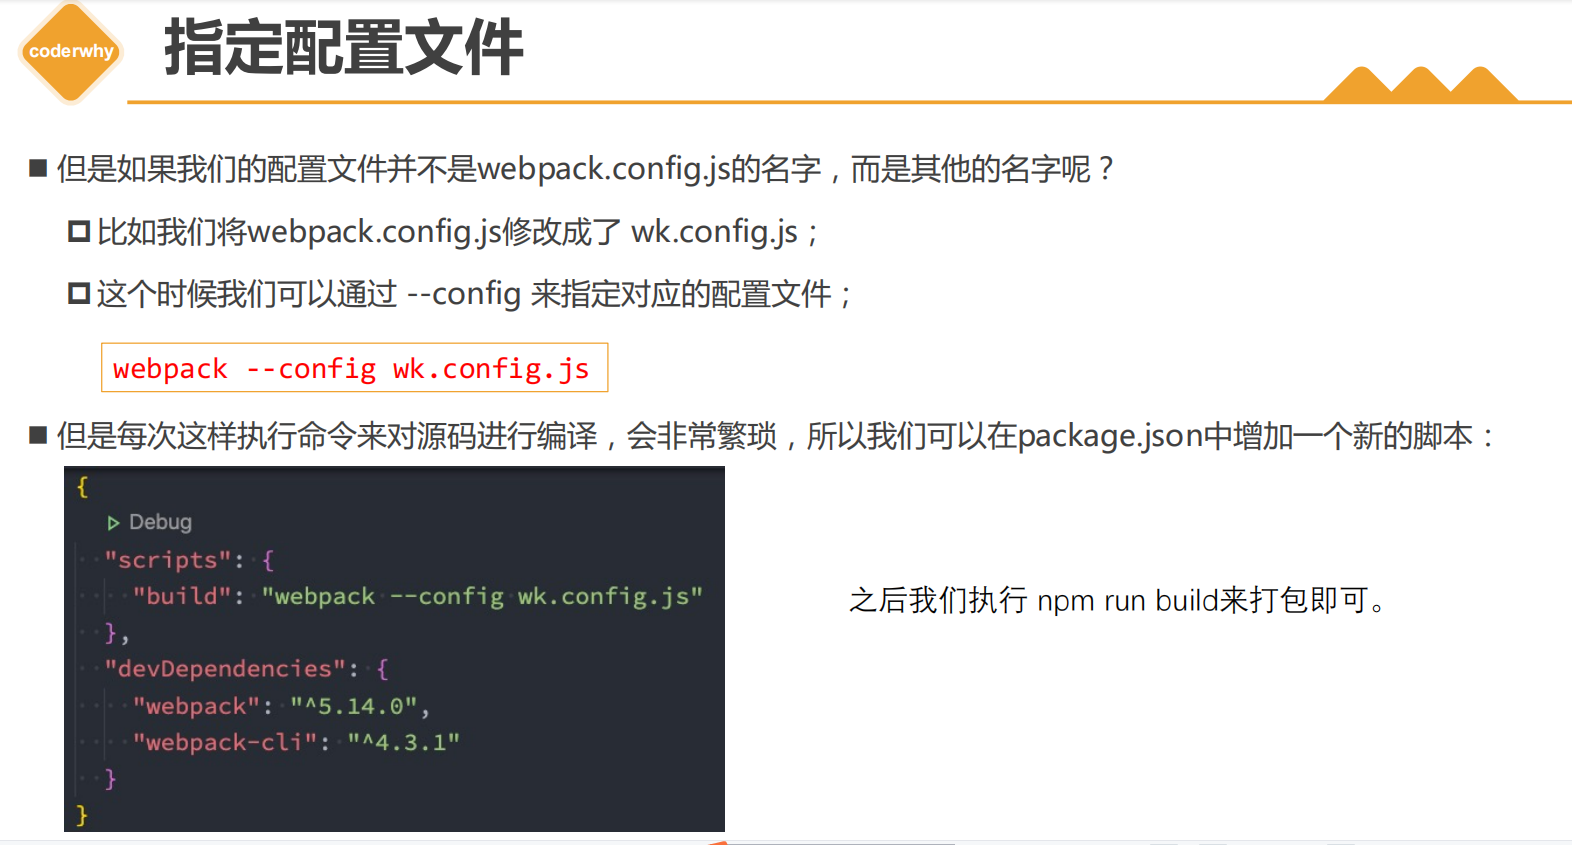 coderwhy
指定配置文件
但是如果我们的配置文件并不是webpack.config.js的名字，而是其他的名字呢？
比如我们将webpack.config.js修改成了 wk.config.js；
这个时候我们可以通过 --config 来指定对应的配置文件；
webpack --config wk.config.js
但是每次这样执行命令来对源码进行编译，会非常繁琐，所以我们可以在package.json中增加一个新的脚本：
{
Debug
"scripts": {
"build": "webpack --config wk.config.js"
},
"devDependencies": {
"webpack": "^5.14.0",
"webpack-cli": "^4.3.1"
}
}
之后我们执行 npm run build来打包即可。